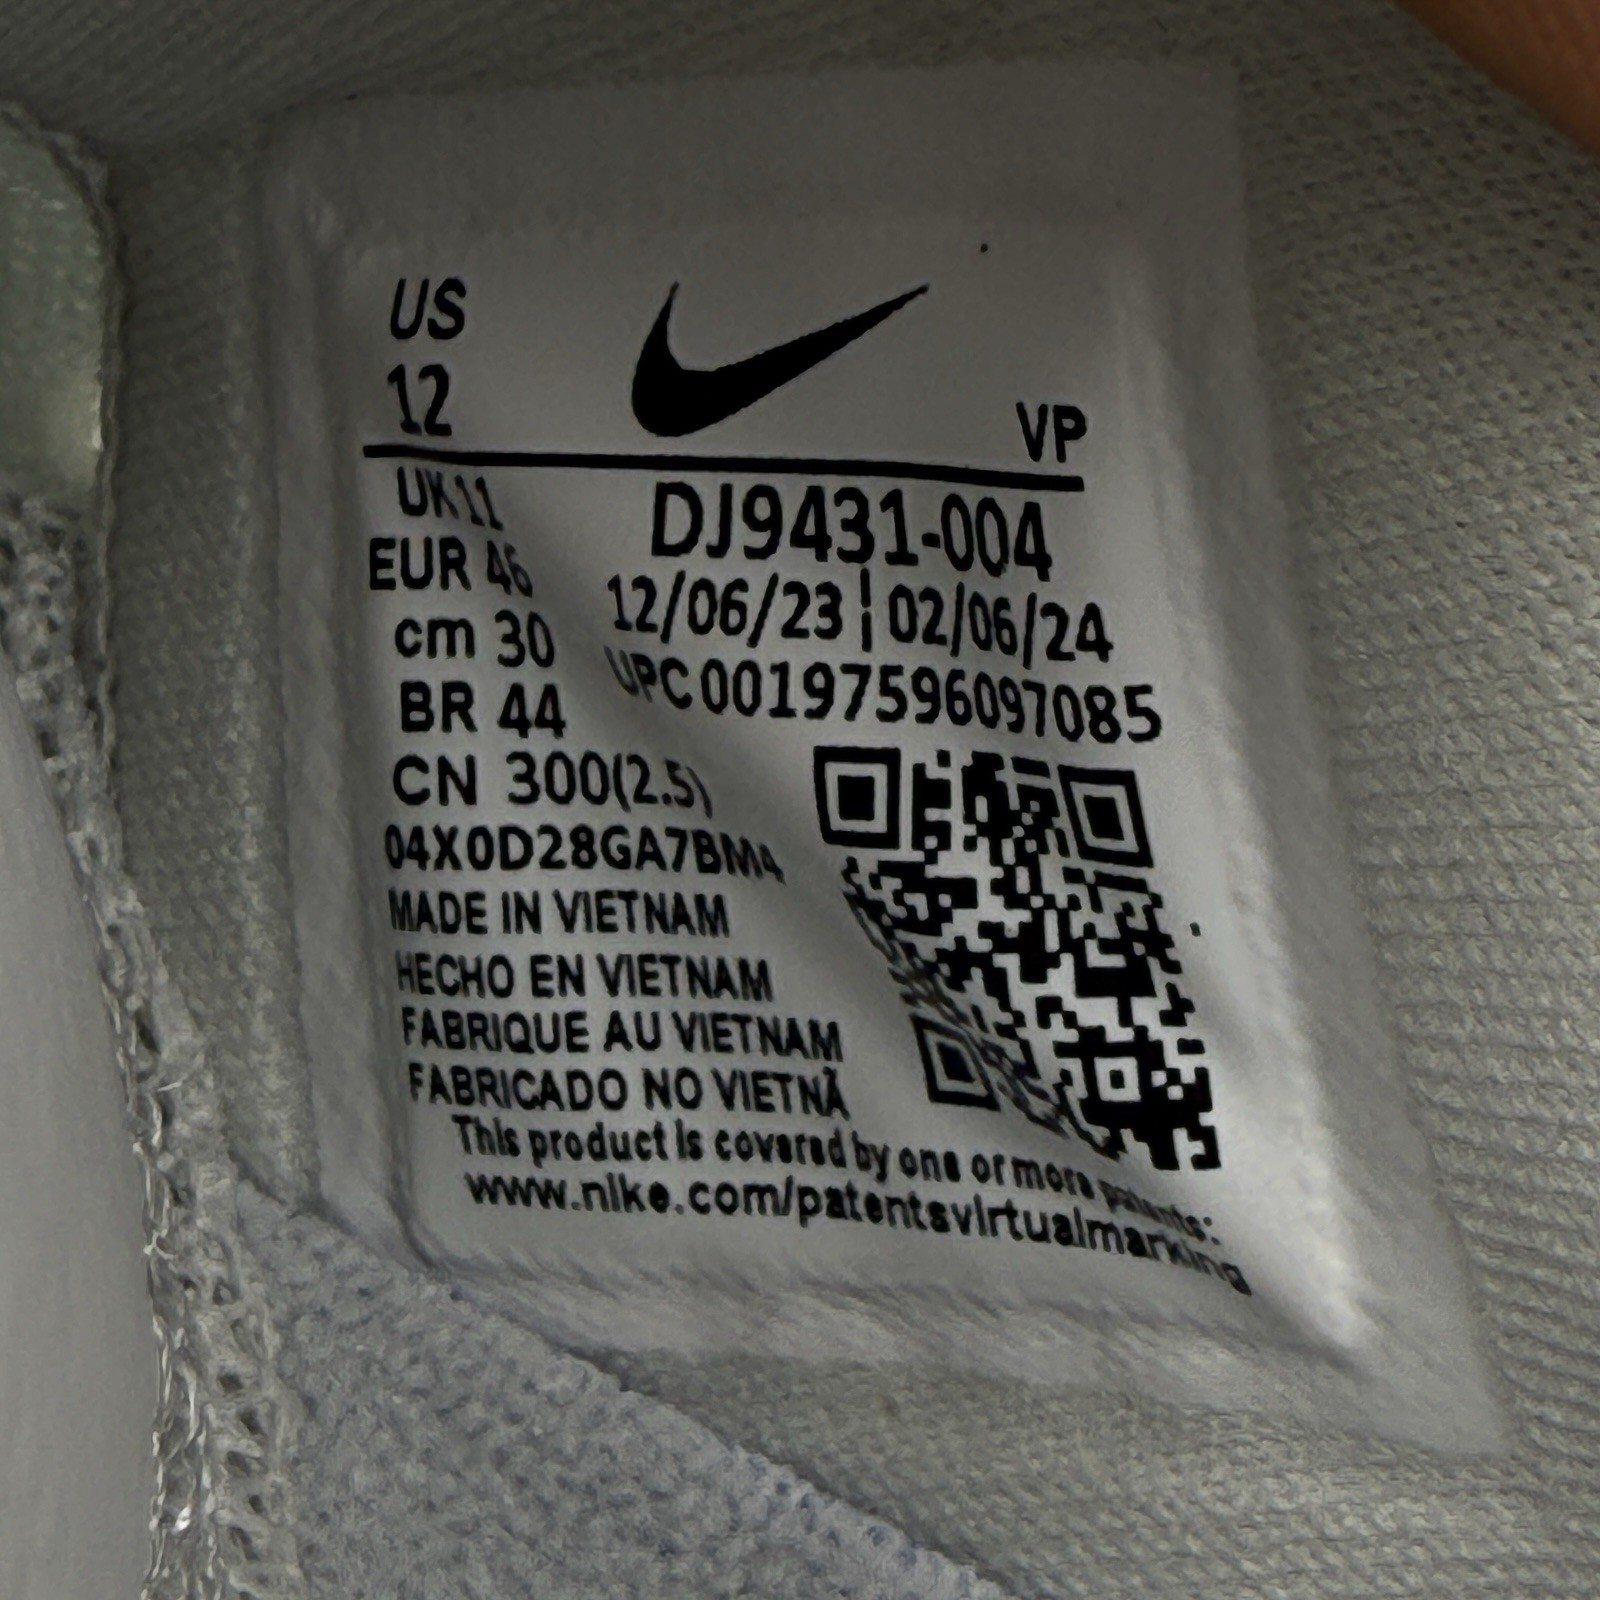 US
12
VP
UK 11
EUR 46
cm 30
BR 44
CN 300(2.5)
DJ9431-004
12/06/23 | 02/06/24
UPC 00197596097085
04X0D28GA7BM4
MADE IN VIETNAM
HECHO EN VIETNAM
FABRIQUE AU VIETNAM
FABRICADO NO VIETNÃ
This product is covered by one or more patents:
www.nike.com/patentsvirtualmarking